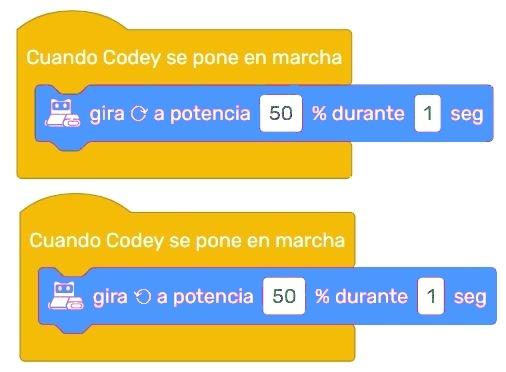 Cuando Codey se pone en marcha
gira ↻ a potencia 50 % durante 1 seg
Cuando Codey se pone en marcha
gira ↺ a potencia 50 % durante 1 seg